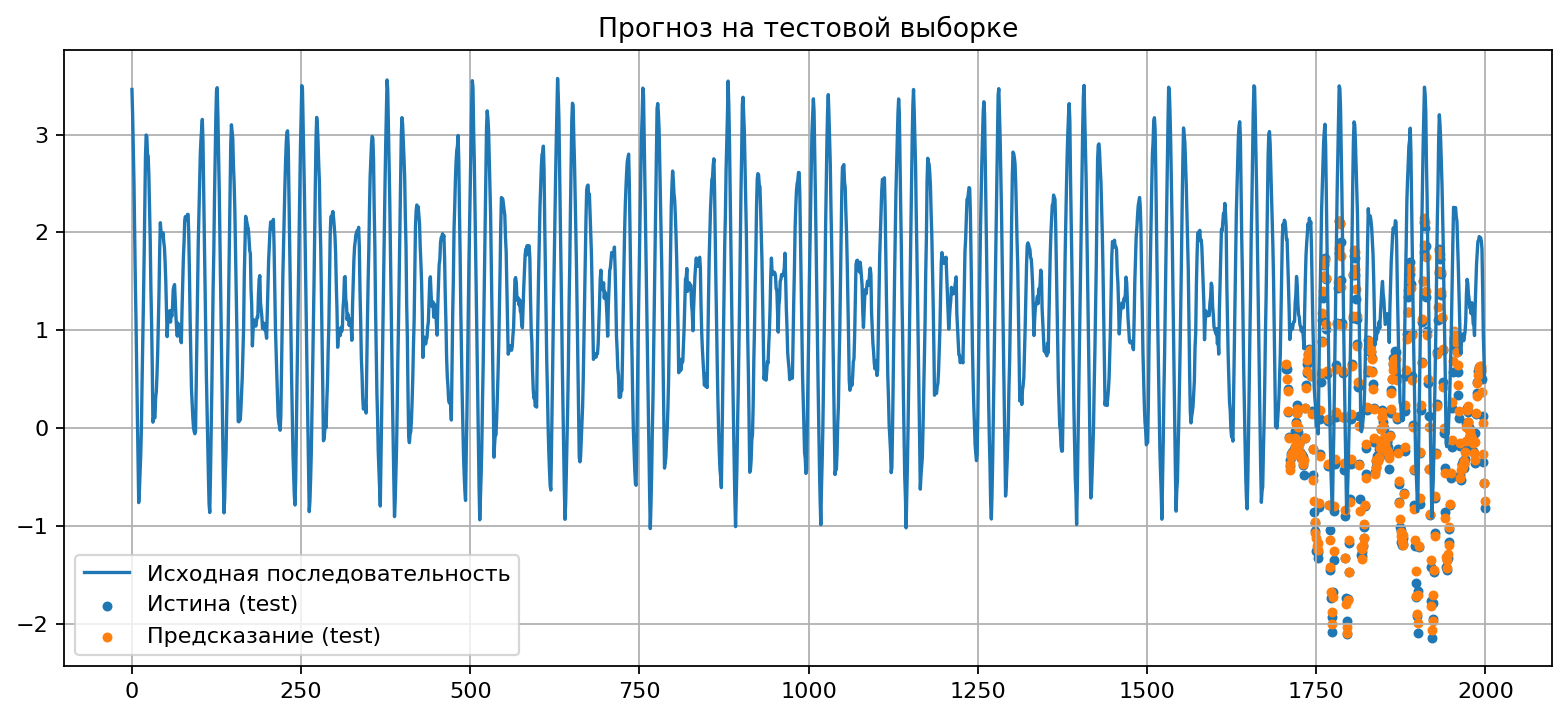 Прогноз на тестовой выборке
3
2
1
0
−1
−2
Исходная последовательность
Истина (test)
Предсказание (test)
0 250 500 750 1000 1250 1500 1750 2000